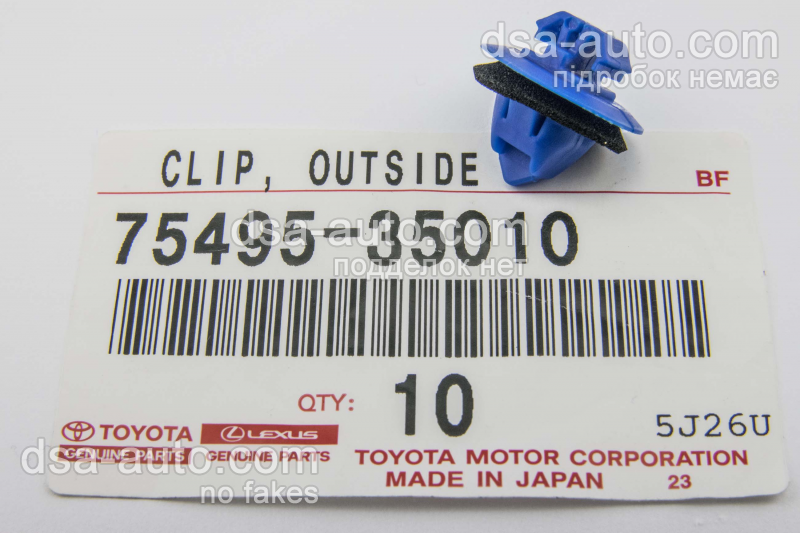 dsa-auto.com
підробок немає
CLIP, OUTSIDE
BF
75495-35010
dsa-auto.com
подделок нет
QTY: 10
5J26U
TOYOTA
GENUINE PARTS
LEXUS
GENUINE PARTS
TOYOTA MOTOR CORPORATION
MADE IN JAPAN 23
dsa-auto.com
no fakes